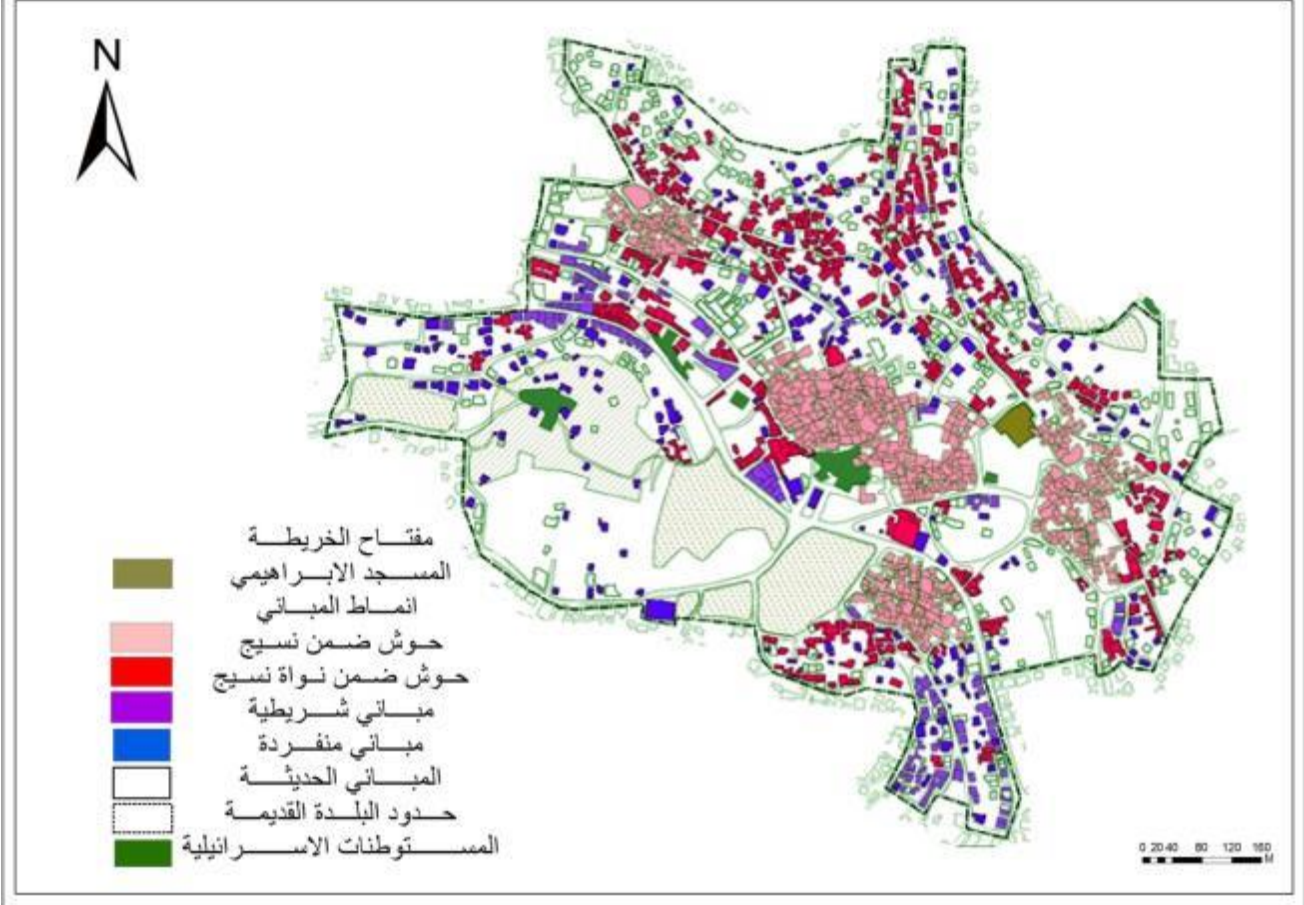 N
مفتاح الخريطة
المسجد الابراهيمي
انماط المباني
حوش ضمن نسيج
حوش ضمن نواة نسيج
مباني شريطية
مباني منفردة
المباني الحديثة
حدود البلدة القديمة
المستوطنات الاسرائيلية
0 20 40 80 120 160
M